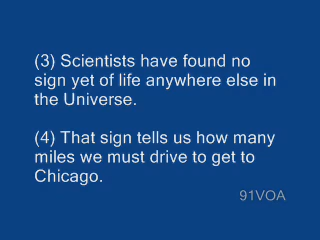 (3) Scientists have found no
sign yet of life anywhere else in
the Universe.
(4) That sign tells us how many
miles we must drive to get to
Chicago.
91VOA